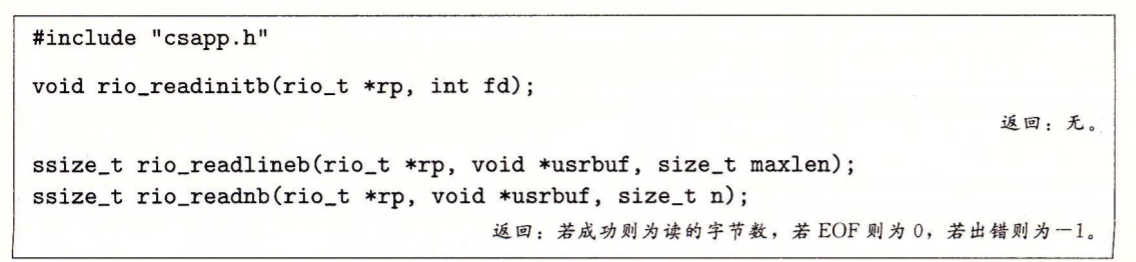 #include "csapp.h"
void rio_readinitb(rio_t *rp, int fd);
返回：无。
ssize_t rio_readlineb(rio_t *rp, void *usrbuf, size_t maxlen);
ssize_t rio_readnb(rio_t *rp, void *usrbuf, size_t n);
返回：若成功则为读的字节数，若 EOF 则为 0，若出错则为－1。